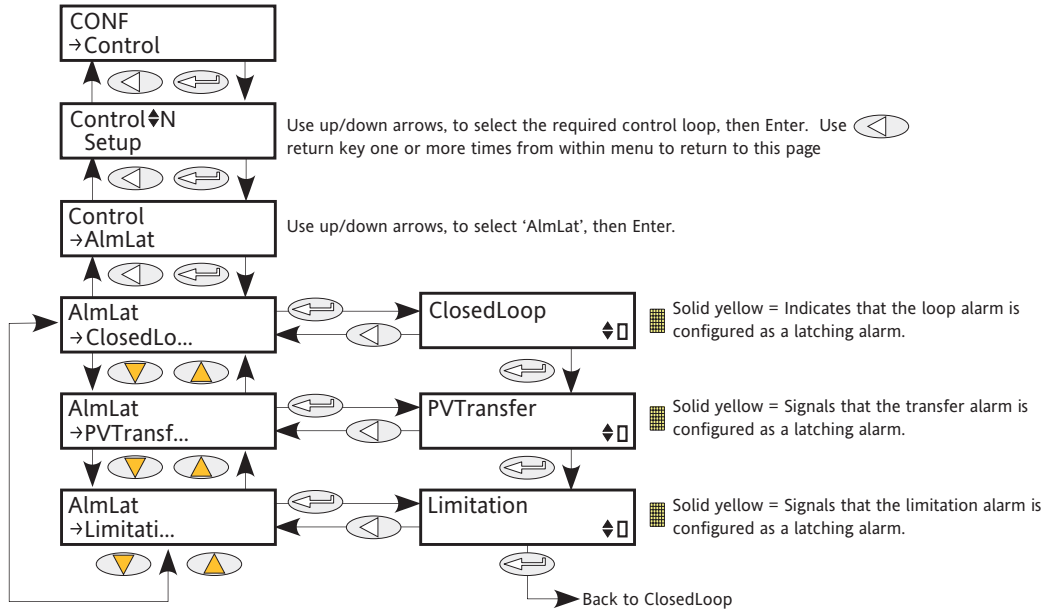 CONF
→Control
Control♦N
Setup
Use up/down arrows, to select the required control loop, then Enter. Use
return key one or more times from within menu to return to this page
Control
→AlmLat
Use up/down arrows, to select ‘AlmLat’, then Enter.
AlmLat
→ClosedLo...
ClosedLoop
Solid yellow = Indicates that the loop alarm is
configured as a latching alarm.
AlmLat
→PVTransf...
PVTransfer
Solid yellow = Signals that the transfer alarm is
configured as a latching alarm.
AlmLat
→Limitati...
Limitation
Solid yellow = Signals that the limitation alarm is
configured as a latching alarm.
Back to ClosedLoop